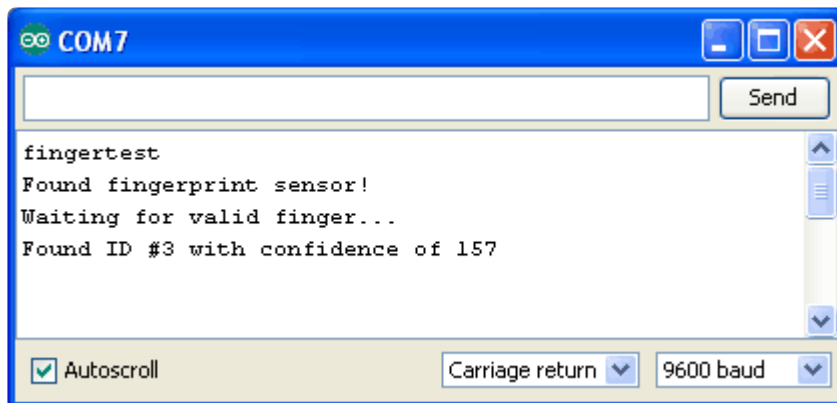 COM7
Send
fingertest
Found fingerprint sensor!
Waiting for valid finger...
Found ID #3 with confidence of 157
Autoscroll
Carriage return
9600 baud